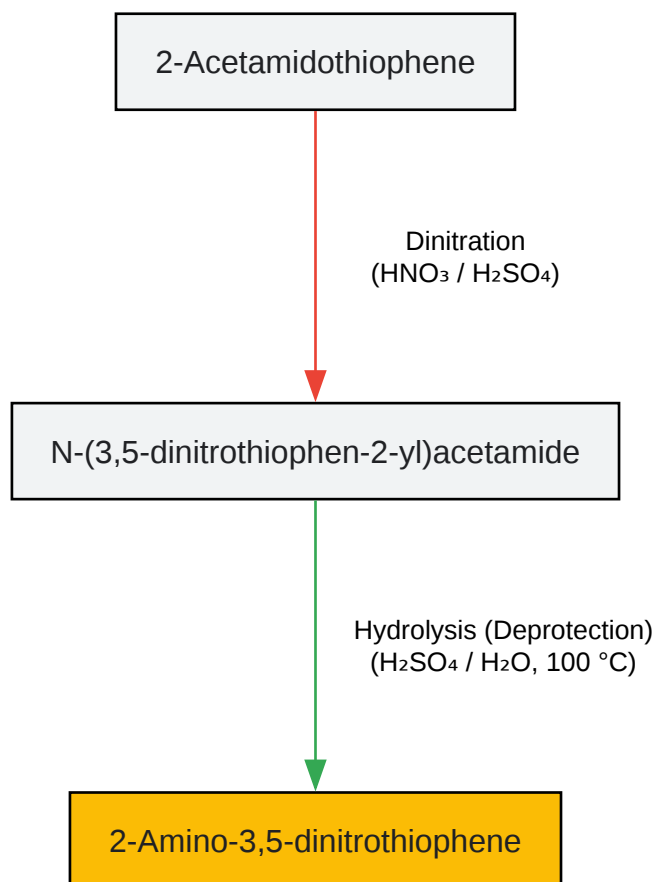 2-Acetamidothiophene
Dinitration
(HNO₃ / H₂SO₄)
N-(3,5-dinitrothiophen-2-yl)acetamide
Hydrolysis (Deprotection)
(H₂SO₄ / H₂O, 100 °C)
2-Amino-3,5-dinitrothiophene